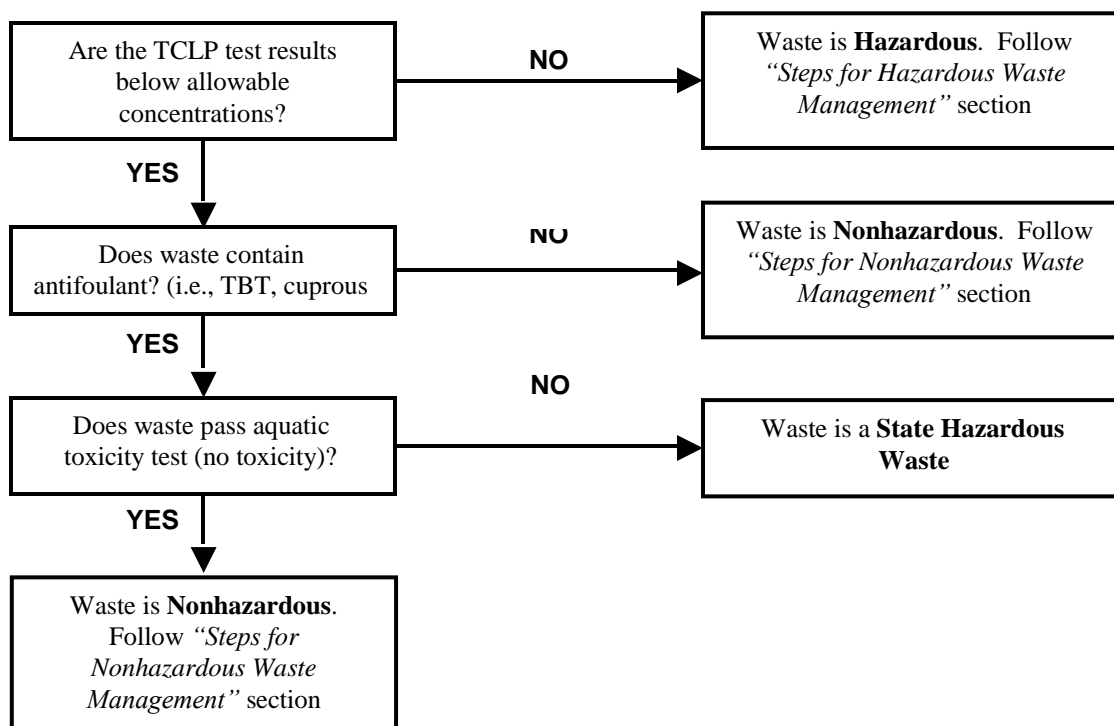 Are the TCLP test results
below allowable
concentrations?
NO
Waste is Hazardous. Follow
“Steps for Hazardous Waste
Management” section
YES
Does waste contain
antifoulant? (i.e., TBT, cuprous
NO
Waste is Nonhazardous. Follow
“Steps for Nonhazardous Waste
Management” section
YES
Does waste pass aquatic
toxicity test (no toxicity)?
NO
Waste is a State Hazardous
Waste
YES
Waste is Nonhazardous.
Follow “Steps for
Nonhazardous Waste
Management” section